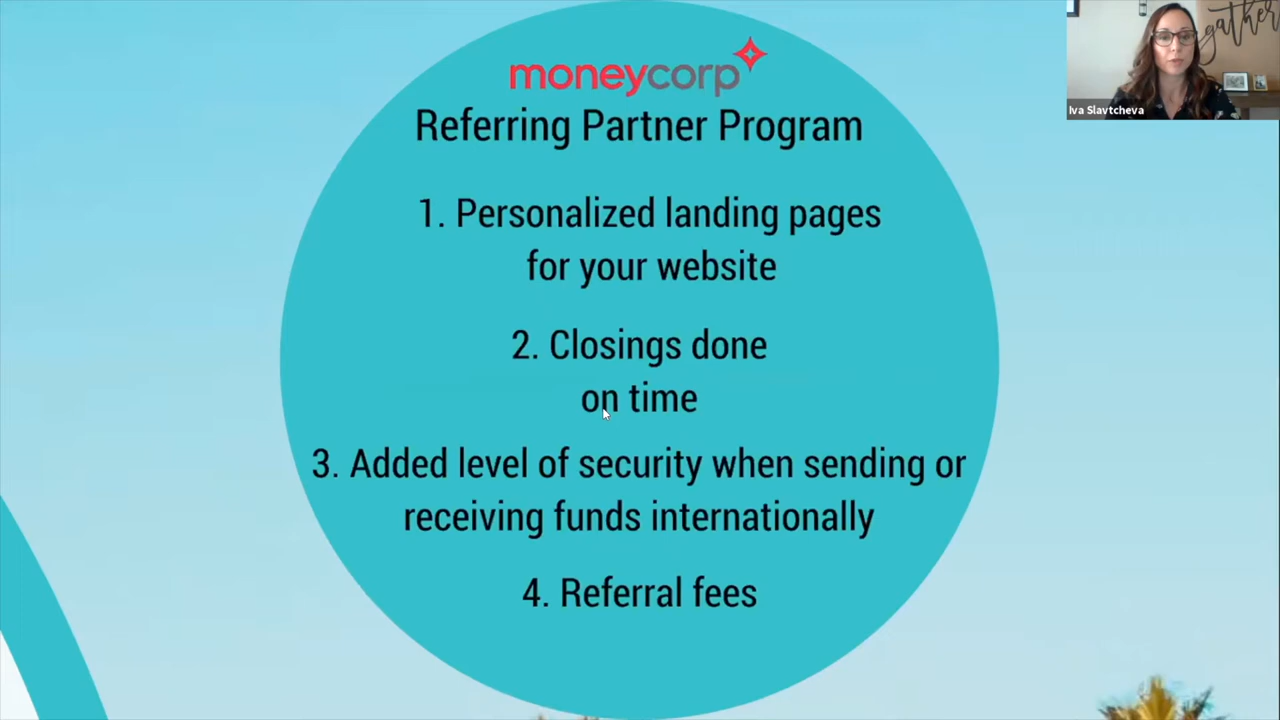 moneycorp
Referring Partner Program
1. Personalized landing pages
for your website
2. Closings done
on time
3. Added level of security when sending or
receiving funds internationally
4. Referral fees
gather
Iva Slavtcheva